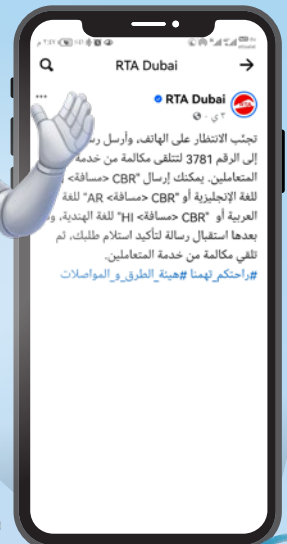 RTA Dubai
RTA Dubai
٣ ي
تجنّب الانتظار على الهاتف، وأرسل
إلى الرقم 3781 لتتلقى مكالمة من خدمة
المتعاملين. يمكنك إرسال "CBR <مسافة>
للغة الإنجليزية أو "CBR <مسافة> AR" للغة
العربية أو "CBR <مسافة> HI" للغة الهندية،
بعدها استقبال رسالة لتأكيد استلام طلبك، ثم
تلقي مكالمة من خدمة المتعاملين.
#راحتكم_تهمنا #هيئة_الطرق_و_المواصلات